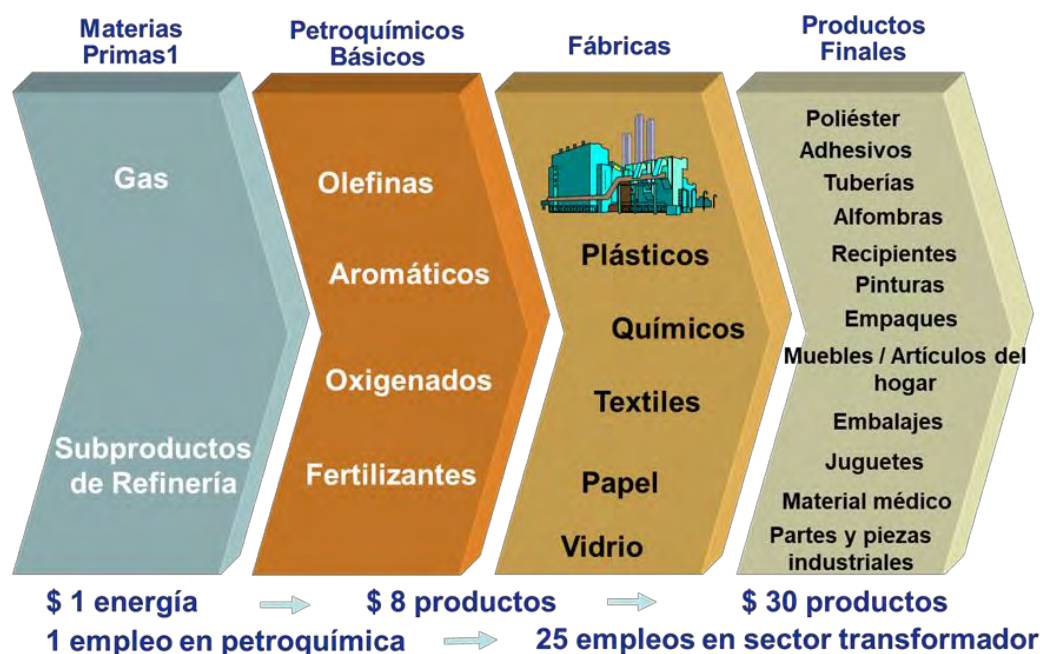 Materias
Primas1
Petroquímicos
Básicos
Fábricas
Productos
Finales
Gas
Subproductos
de Refinería
Olefinas
Aromáticos
Oxigenados
Fertilizantes
Plásticos
Químicos
Textiles
Papel
Vidrio
Poliéster
Adhesivos
Tuberías
Alfombras
Recipientes
Pinturas
Empaques
Muebles / Artículos del
hogar
Embalajes
Juguetes
Material médico
Partes y piezas
industriales
$ 1 energía $ 8 productos $ 30 productos
1 empleo en petroquímica 25 empleos en sector transformador